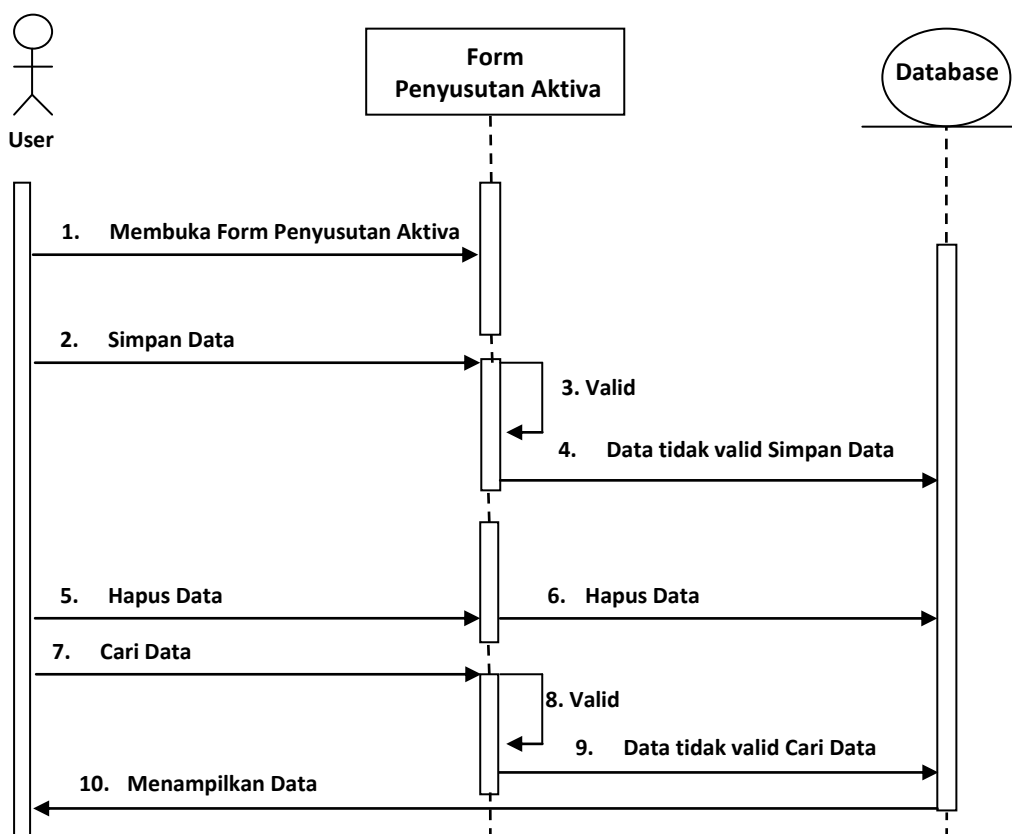 Form
Penyusutan Aktiva
Database
User
1. Membuka Form Penyusutan Aktiva
2. Simpan Data
3. Valid
4. Data tidak valid Simpan Data
5. Hapus Data
6. Hapus Data
7. Cari Data
8. Valid
9. Data tidak valid Cari Data
10. Menampilkan Data